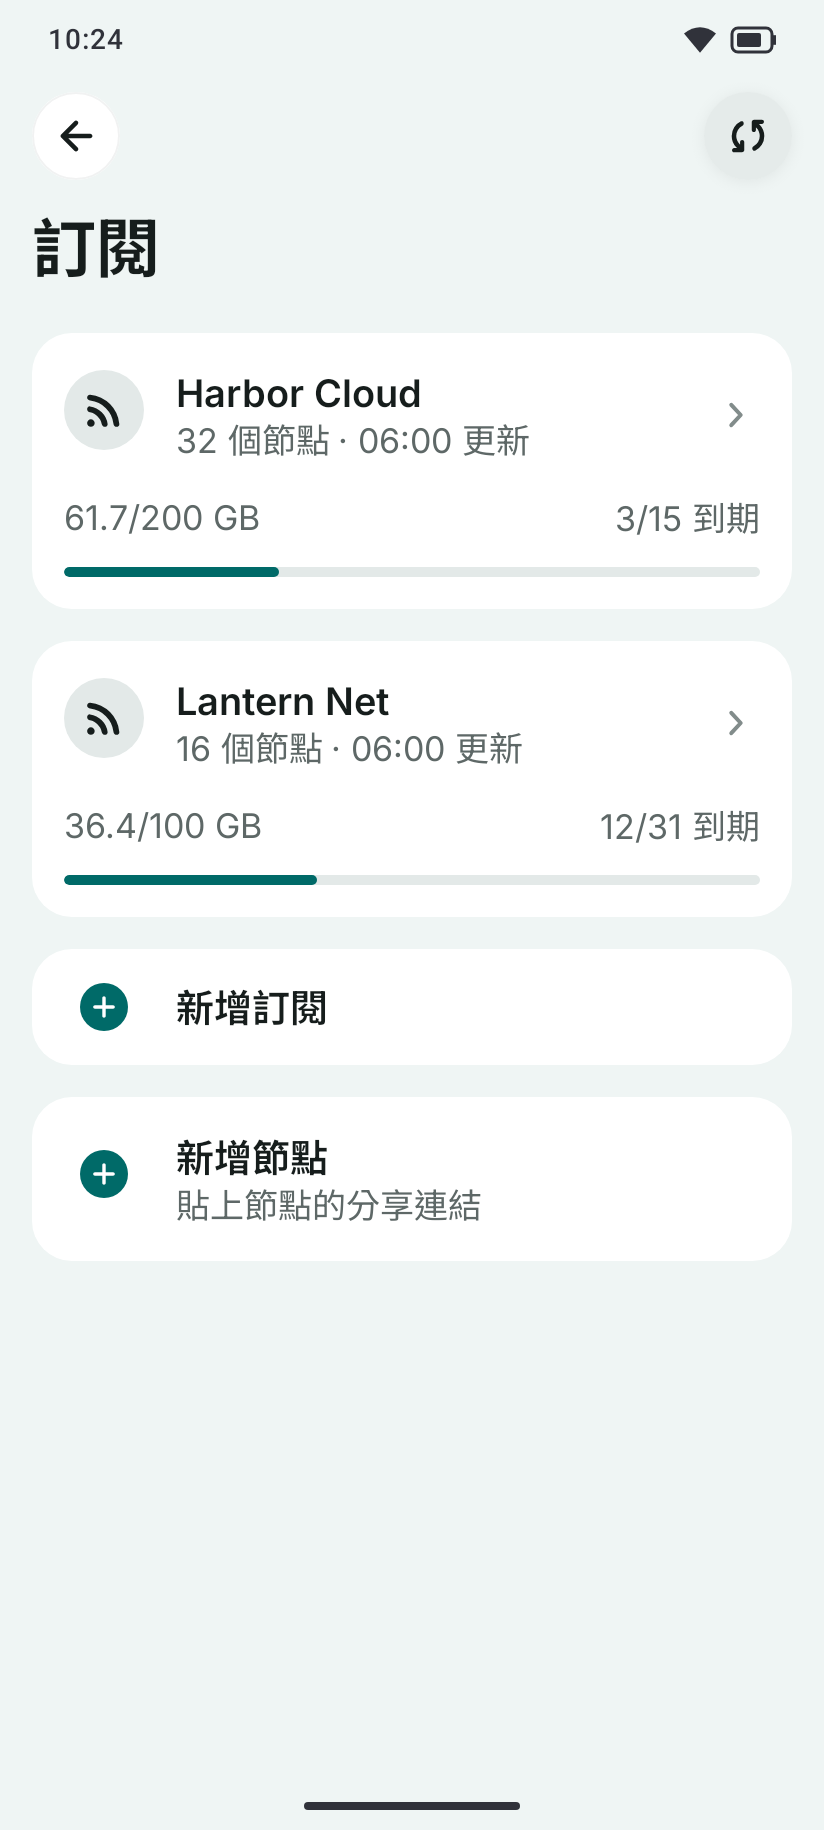 10:24
訂閱
Harbor Cloud
32 個節點 · 06:00 更新
61.7/200 GB
3/15 到期
Lantern Net
16 個節點 · 06:00 更新
36.4/100 GB
12/31 到期
新增訂閱
新增節點
貼上節點的分享連結